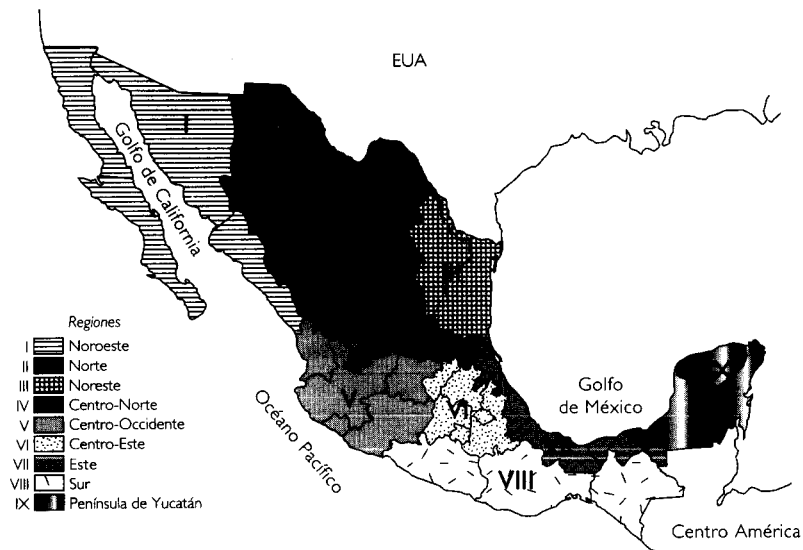 EUA
I
Golfo de
California
Regiones
I Noroeste
II Norte
III Noreste
IV Centro-Norte
V Centro-Occidente
VI Centro-Este
VII Este
VIII Sur
IX Península de Yucatán
V
VI
VIII
Océano Pacífico
Golfo
de México
Centro América